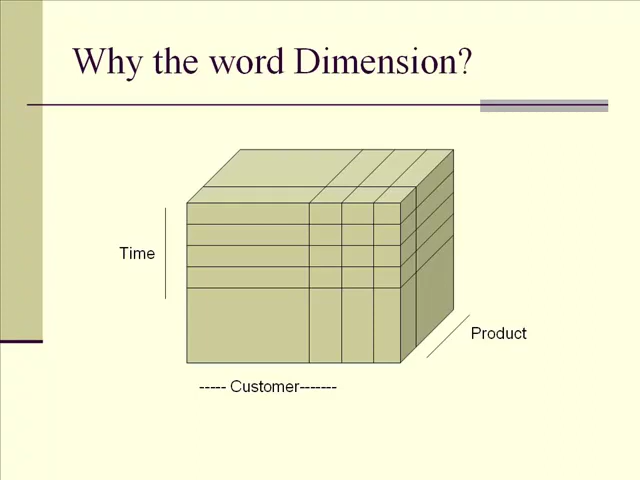 Why the word Dimension?
Time
Product
----- Customer-------